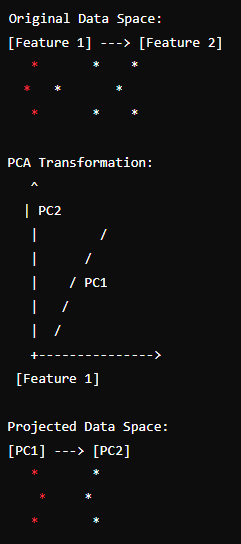 Original Data Space:
[Feature 1] ---> [Feature 2]
   *       *    *
  *   *       *
   *       *    *

PCA Transformation:
   ^
  | PC2
   |        /
   |      /
   |    / PC1
   |   /
   |  /
   +--------------->
 [Feature 1]

Projected Data Space:
[PC1] ---> [PC2]
   *       *
    *     *
   *       *